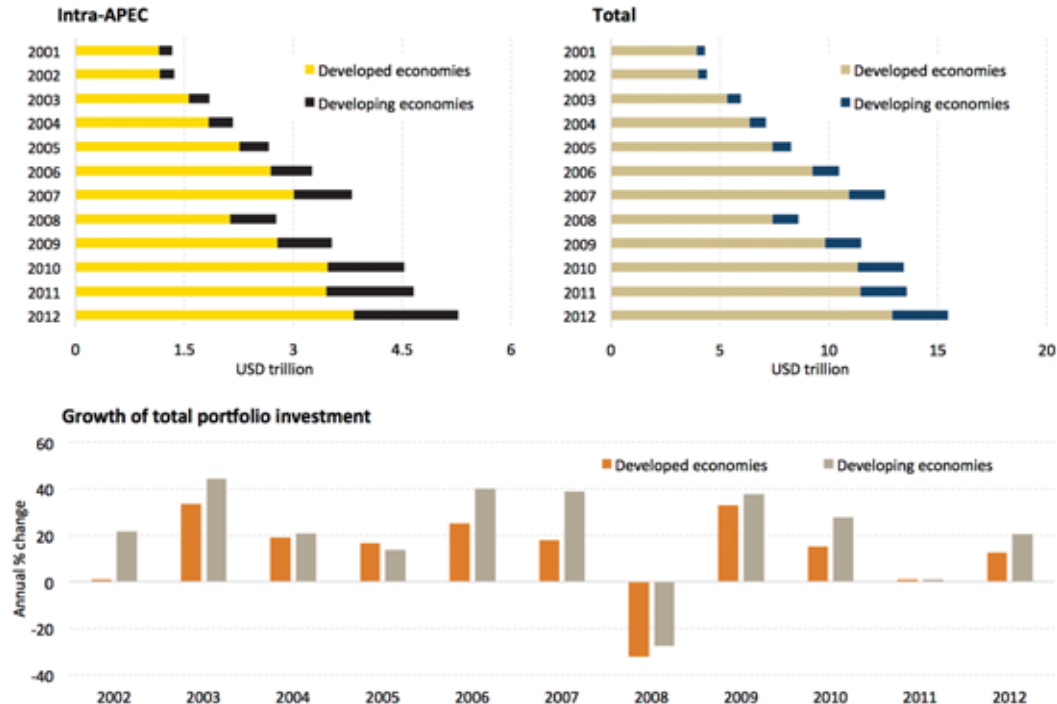 Intra-APEC
2001
2002
2003
2004
2005
2006
2007
2008
2009
2010
2011
2012
Developed economies
Developing economies
0 1.5 3 4.5 6
USD trillion
Total
2001
2002
2003
2004
2005
2006
2007
2008
2009
2010
2011
2012
Developed economies
Developing economies
0 5 10 15 20
USD trillion
Growth of total portfolio investment
Annual % change
60
40
20
0
-20
-40
Developed economies
Developing economies
2002 2003 2004 2005 2006 2007 2008 2009 2010 2011 2012